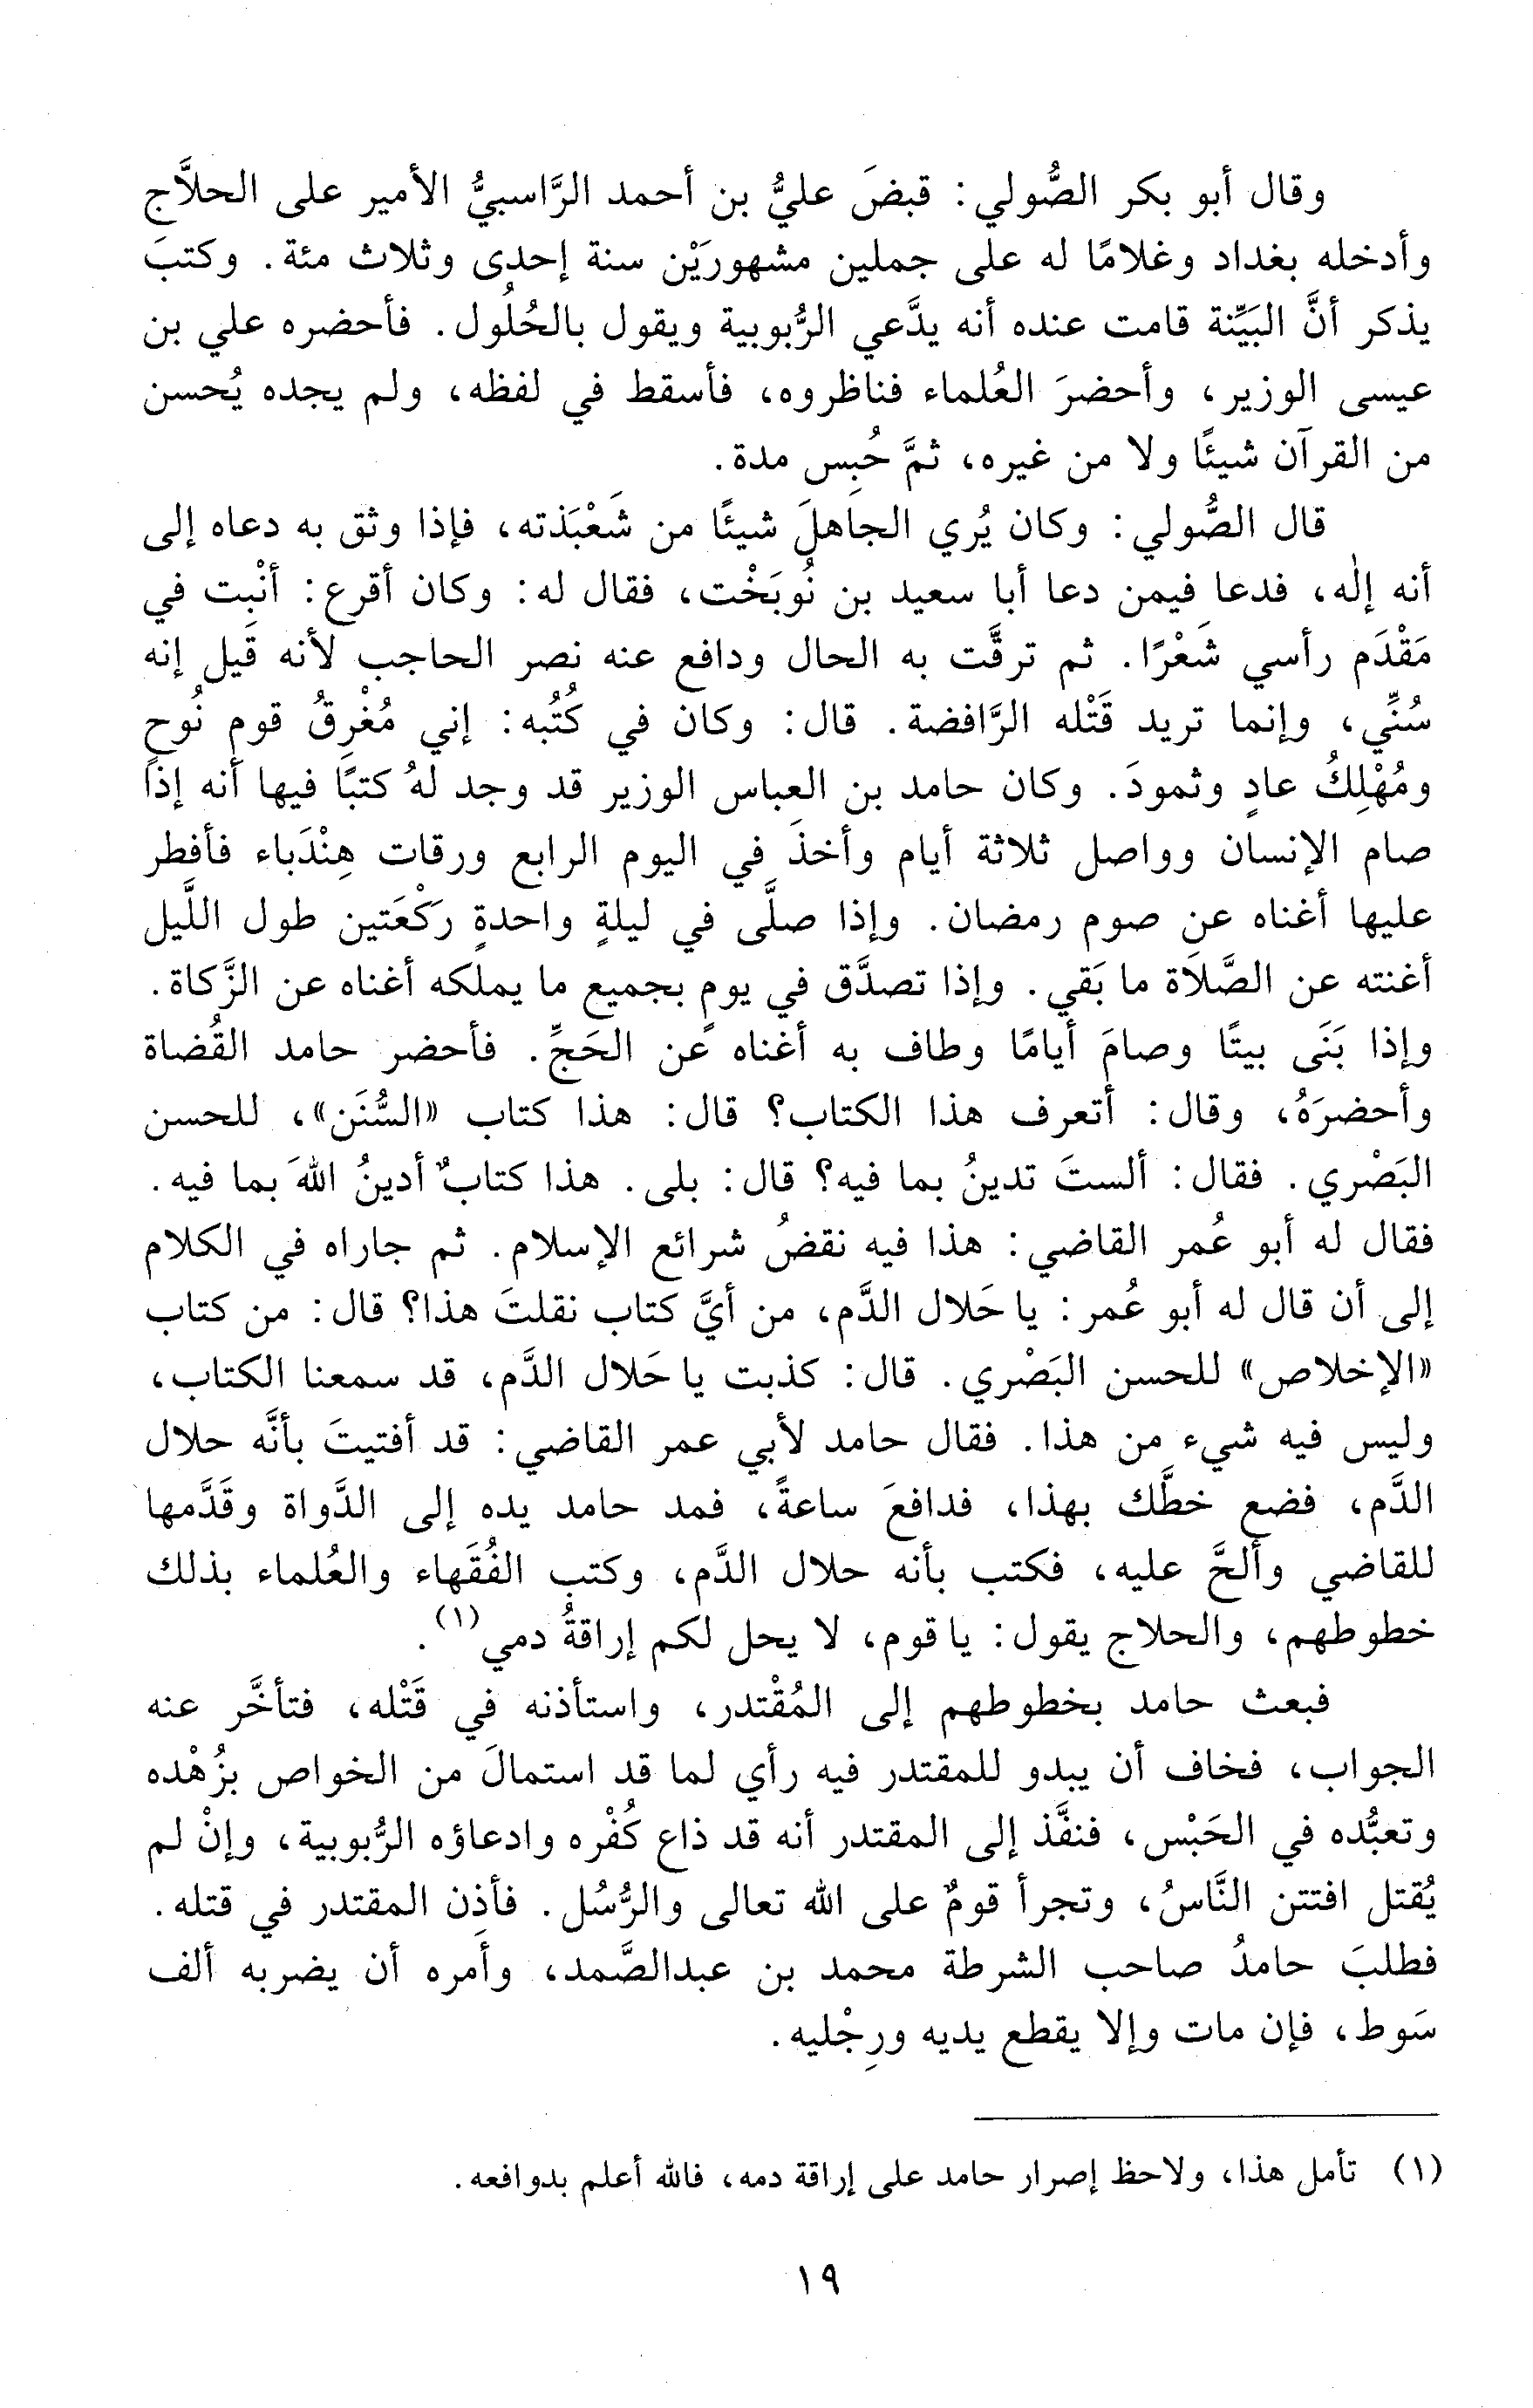 وقال أبو بكر الصُّولي: قبضَ عليُّ بن أحمد الرَّاسبيُّ الأمير على الحلاَّج
وأدخله بغداد وغلامًا له على جملين مشهورَيْن سنة إحدى وثلاث مئة. وكتبَ
يذكر أنَّ البَيِّنة قامت عنده أنه يدَّعي الرُّبوبية ويقول بالحُلُول. فأحضره علي بن
عيسى الوزير، وأحضرَ العُلماء فناظروه، فأسقط في لفظه، ولم يجده يُحسن
من القرآن شيئًا ولا من غيره، ثمَّ حُبِس مدة.
قال الصُّولي: وكان يُري الجاهلَ شيئًا من شَعْبَذته، فإذا وثق به دعاه إلى
أنه إلٰه، فدعا فيمن دعا أبا سعيد بن نُوبَخْت، فقال له: وكان أقرع: أنْبِت في
مَقْدَم رأسي شَعْرًا. ثم ترقَّت به الحال ودافع عنه نصر الحاجب لأنه قيل إنه
سُنِّي، وإنما تريد قَتْله الرَّافضة. قال: وكان في كُتُبه: إني مُغْرِقُ قوم نُوحٍ
ومُهْلِكُ عادٍ وثمودَ. وكان حامد بن العباس الوزير قد وجد لهُ كتبًا فيها أنه إذا
صام الإنسان وواصل ثلاثة أيام وأخذَ في اليوم الرابع ورقات هِنْدَباء فأفطر
عليها أغناه عن صوم رمضان. وإذا صلَّى في ليلةٍ واحدةٍ ركْعَتين طول اللَّيل
أغنته عن الصَّلاة ما بَقي. وإذا تصدَّق في يومٍ بجميع ما يملكه أغناه عن الزَّكاة.
وإذا بَنَى بيتًا وصامَ أيامًا وطاف به أغناه عن الحَجِّ. فأحضر حامد القُضاة
وأحضرَهُ، وقال: أتعرف هذا الكتاب؟ قال: هذا كتاب «السُّنَن»، للحسن
البَصْري. فقال: ألستَ تدينُ بما فيه؟ قال: بلى. هذا كتابٌ أدينُ اللهَ بما فيه.
فقال له أبو عُمر القاضي: هذا فيه نقضُ شرائع الإسلام. ثم جاراه في الكلام
إلى أن قال له أبو عُمر: يا حَلال الدَّم، من أيَّ كتاب نقلتَ هذا؟ قال: من كتاب
«الإخلاص» للحسن البَصْري. قال: كذبت يا حَلال الدَّم، قد سمعنا الكتاب،
وليس فيه شيء من هذا. فقال حامد لأبي عمر القاضي: قد أفتيتَ بأنَّه حلال
الدَّم، فضع خطَّك بهذا، فدافعَ ساعةً، فمد حامد يده إلى الدَّواة وقَدَّمها
للقاضي وألحَّ عليه، فكتب بأنه حلال الدَّم، وكتب الفُقَهاء والعُلماء بذلك
خطوطهم، والحلاج يقول: يا قوم، لا يحل لكم إراقةُ دمي(١).
فبعث حامد بخطوطهم إلى المُقْتدر، واستأذنه في قَتْله، فتأخَّر عنه
الجواب، فخاف أن يبدو للمقتدر فيه رأي لما قد استمالَ من الخواص بزُهْده
وتعبُّده في الحَبْس، فنفَّذ إلى المقتدر أنه قد ذاع كُفْره وادعاؤه الرُّبوبية، وإنْ لم
يُقتل افتتن النَّاسُ، وتجرأ قومٌ على الله تعالى والرُّسُل. فأذِن المقتدر في قتله.
فطلبَ حامدُ صاحب الشرطة محمد بن عبدالصَّمد، وأمره أن يضربه ألف
سَوط، فإن مات وإلا يقطع يديه ورِجْليه.
(١) تأمل هذا، ولاحظ إصرار حامد على إراقة دمه، فالله أعلم بدوافعه.
١٩